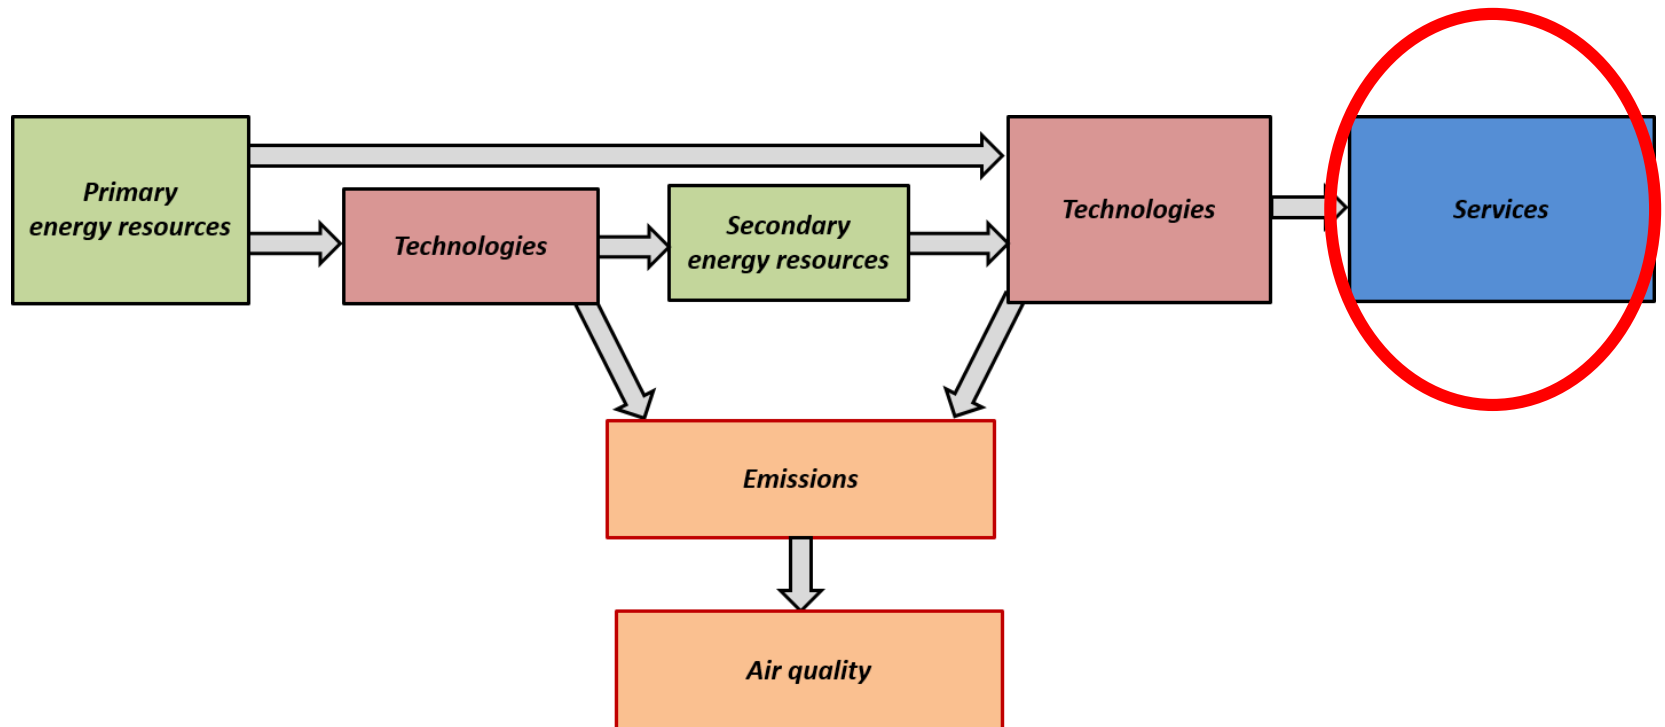 Primary
energy resources
Technologies
Secondary
energy resources
Technologies
Services
Emissions
Air quality